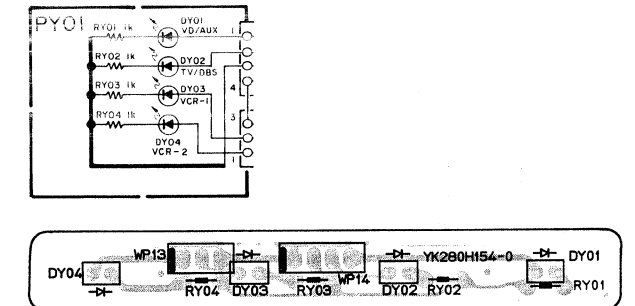 PY01
RY01 1k
DY01
VD/AUX
1
RY02 1k
DY02
TV/DBS
RY03 1k
DY03
VCR-1
4
RY04 1k
3
DY04
VCR-2
1
WP13
YK280H154-0
DY01
DY04
WP14
RY04
DY03
RY03
DY02
RY02
RY01